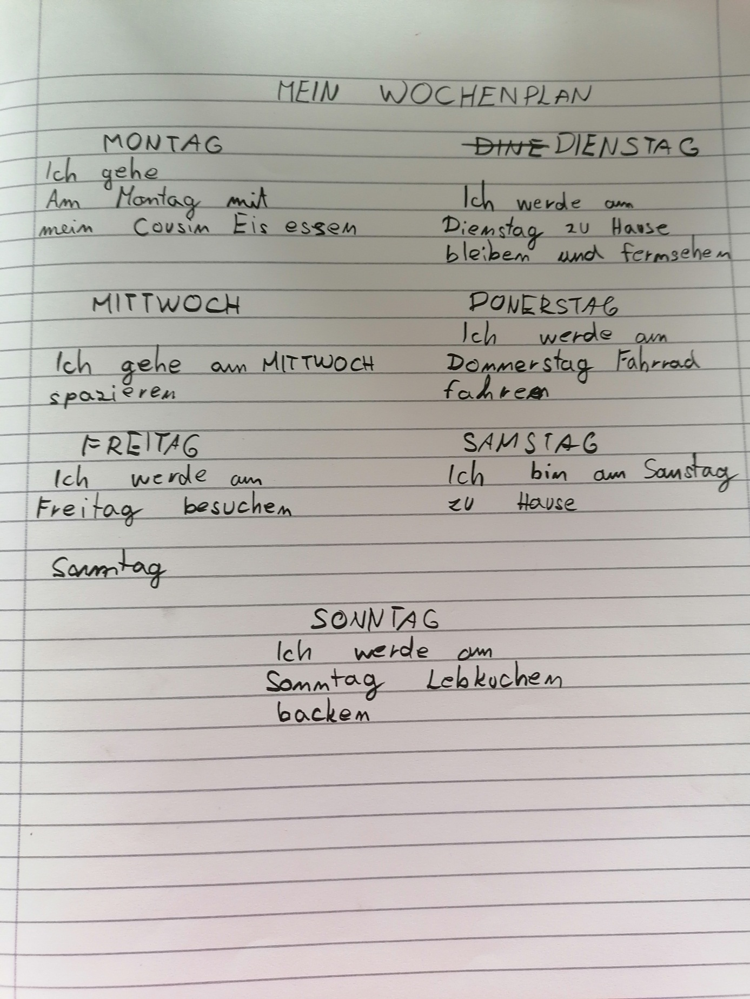 MEIN WOCHENPLAN
MONTAG
Ich gehe
Am Montag mit
mein Cousin Eis essen
DINE DIENSTAG
Ich werde am
Dienstag zu Hause
bleiben und fernsehen
MITTWOCH
Ich gehe am MITTWOCH
spazieren
DONERSTAG
Ich werde am
Donnerstag Fahrrad
fahren
FREITAG
Ich werde am
Freitag besuchen
SAMSTAG
Ich bin am Samstag
zu Hause
Sonntag
SONNTAG
Ich werde am
Sonntag Lebkuchen
backen